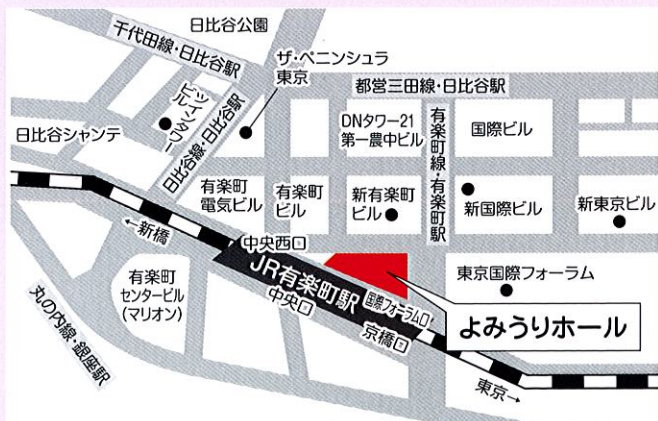 日比谷公園
千代田線・日比谷駅
ザ・ペニンシュラ
東京
都営三田線・日比谷駅
ツインタワー
ビル
日比谷シャンテ
日比谷線・日比谷駅
DNタワー21
第一農中ビル
有楽町線・有楽町駅
国際ビル
有楽町
電気ビル
有楽町
ビル
新有楽町
ビル
新国際ビル
新東京ビル
←新橋
中央西口
JR有楽町駅
国際フォーラム口
東京国際フォーラム
有楽町
センタービル
(マリオン)
中央口
京橋口
よみうりホール
丸の内線・銀座駅
東京→